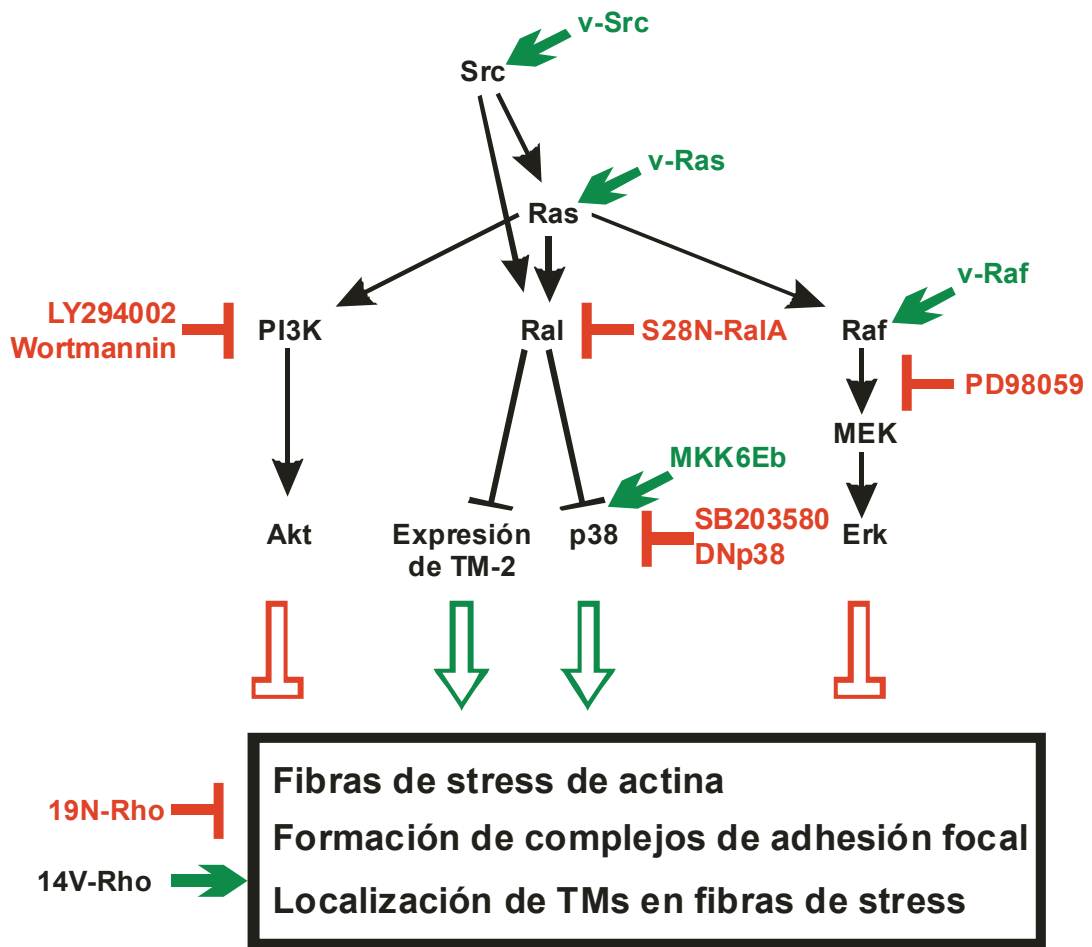 v-Src
Src
v-Ras
Ras
v-Raf
LY294002
Wortmannin
PI3K
Ral
S28N-RalA
Raf
PD98059
MEK
MKK6Eb
Akt
Expresión
de TM-2
p38
SB203580
DNp38
Erk
Fibras de stress de actina
19N-Rho
Formación de complejos de adhesión focal
14V-Rho
Localización de TMs en fibras de stress